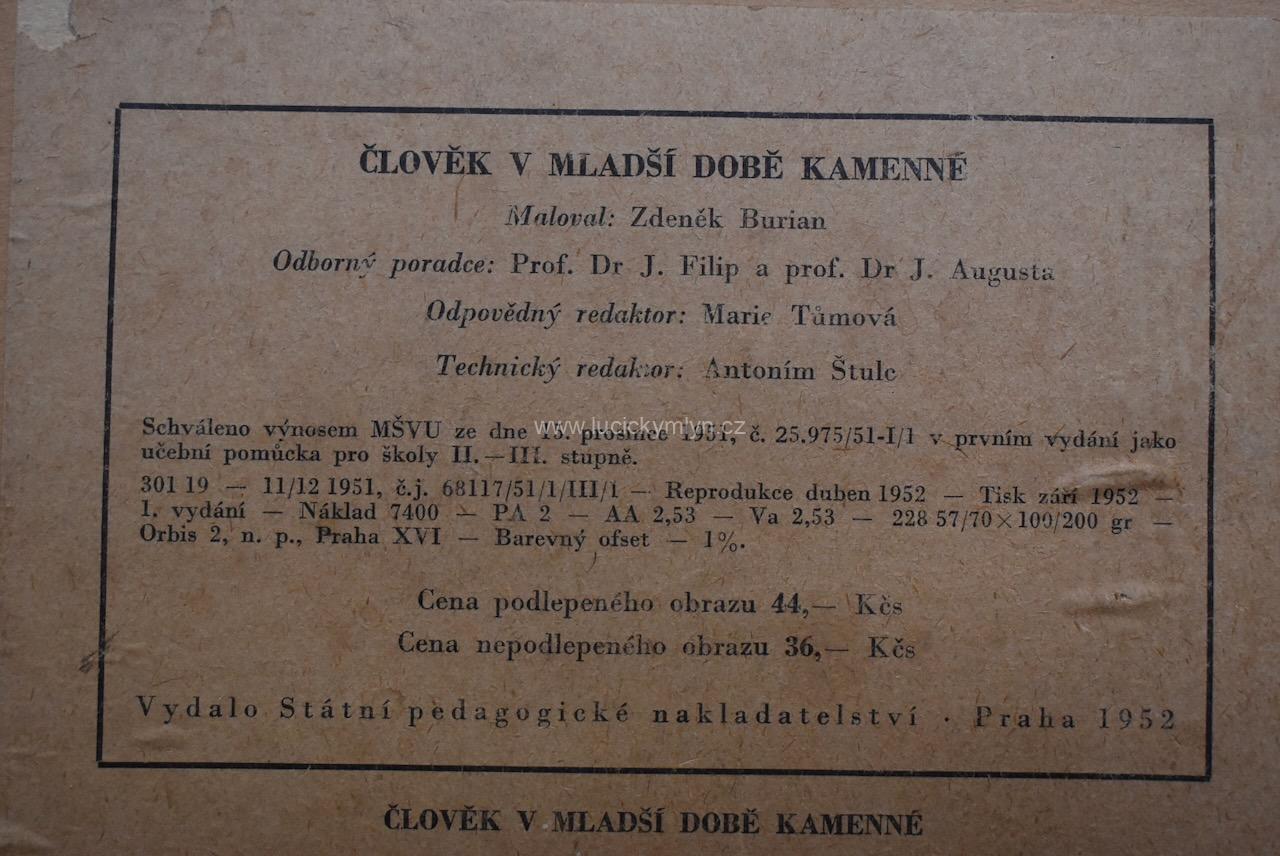 ČLOVĚK V MLADŠÍ DOBĚ KAMENNÉ
Maloval: Zdeněk Burian
Odborný poradce: Prof. Dr J. Filip a prof. Dr J. Augusta
Odpovědný redaktor: Marie Tůmová
Technický redaktor: Antoním Štulc
www.lucickymlyn.cz
Schváleno výnosem MŠVU ze dne 15. prosince 1951, č. 25.975/51-I/1 v prvním vydání jako
učební pomůcka pro školy II. — III. stupně.
301 19 — 11/12 1951, č.j. 68117/51/1/III/1 — Reprodukce duben 1952 — Tisk září 1952 —
1. vydání — Náklad 7400 — PA 2 — AA 2,53 — Va 2,53 — 228 57/70×100/200 gr —
Orbis 2, n. p., Praha XVI — Barevný ofset — 1%.
Cena podlepeného obrazu 44,— Kčs
Cena nepodlepeného obrazu 36,— Kčs
Vydalo Státní pedagogické nakladatelství · Praha 1952
ČLOVĚK V MLADŠÍ DOBĚ KAMENNÉ